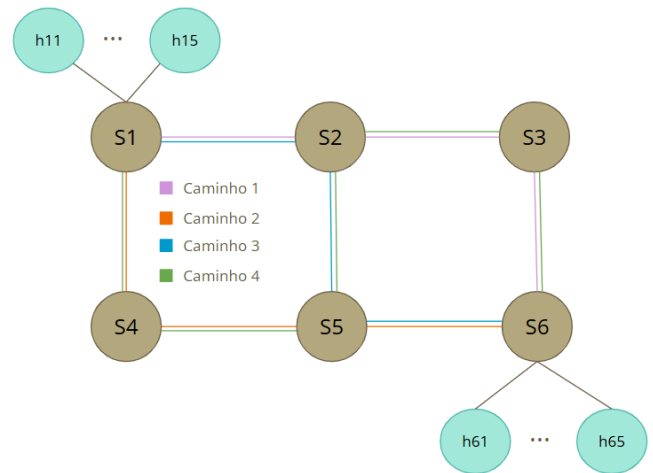 h11 ... h15
S1 S2 S3
Caminho 1
Caminho 2
Caminho 3
Caminho 4
S4 S5 S6
h61 ... h65